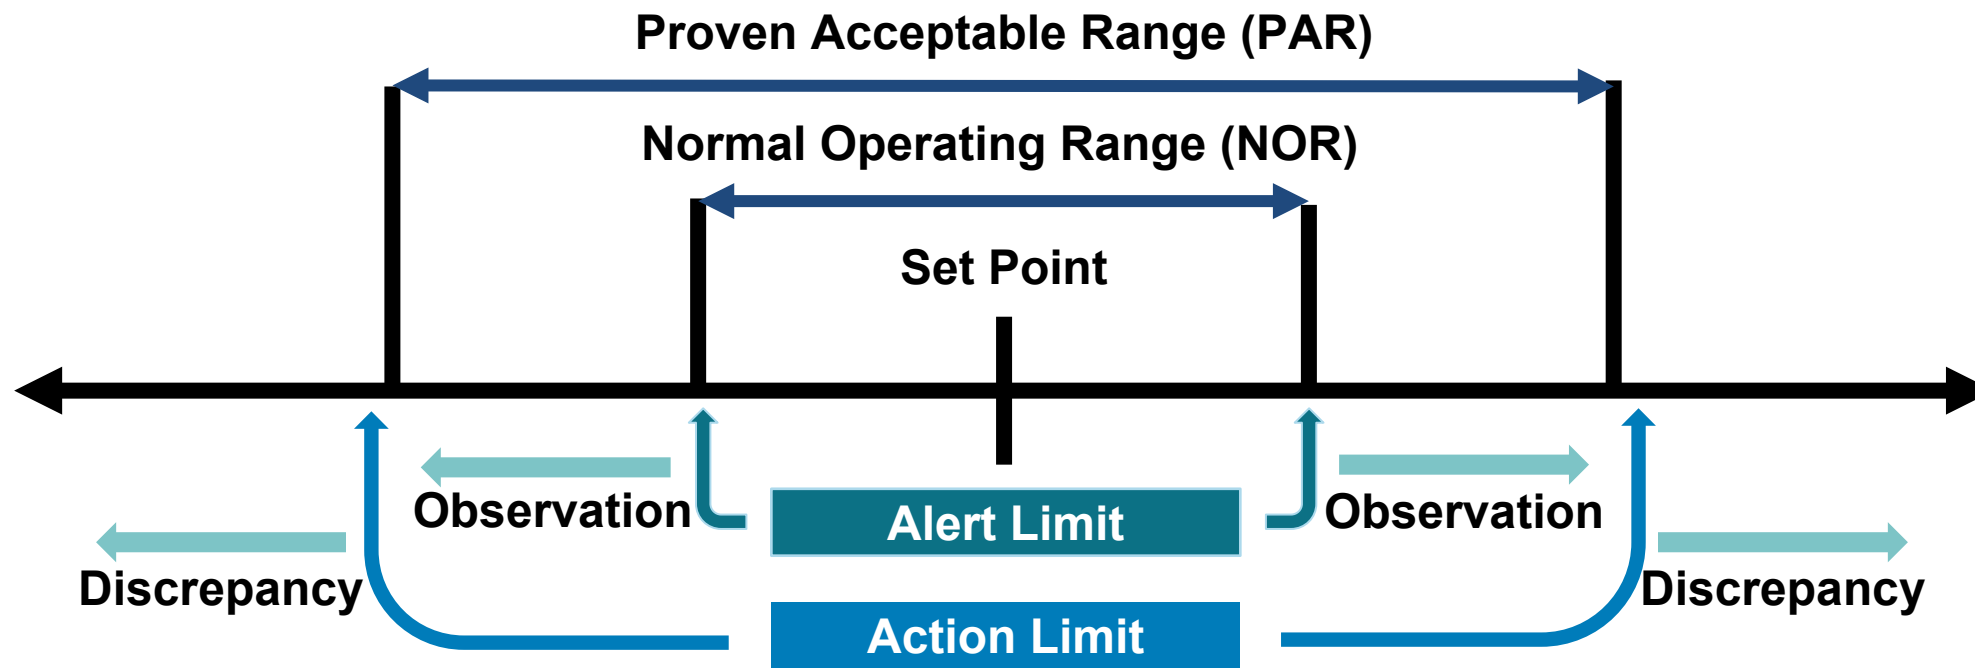 Proven Acceptable Range (PAR)
Normal Operating Range (NOR)
Set Point
Observation
Alert Limit
Observation
Discrepancy
Discrepancy
Action Limit